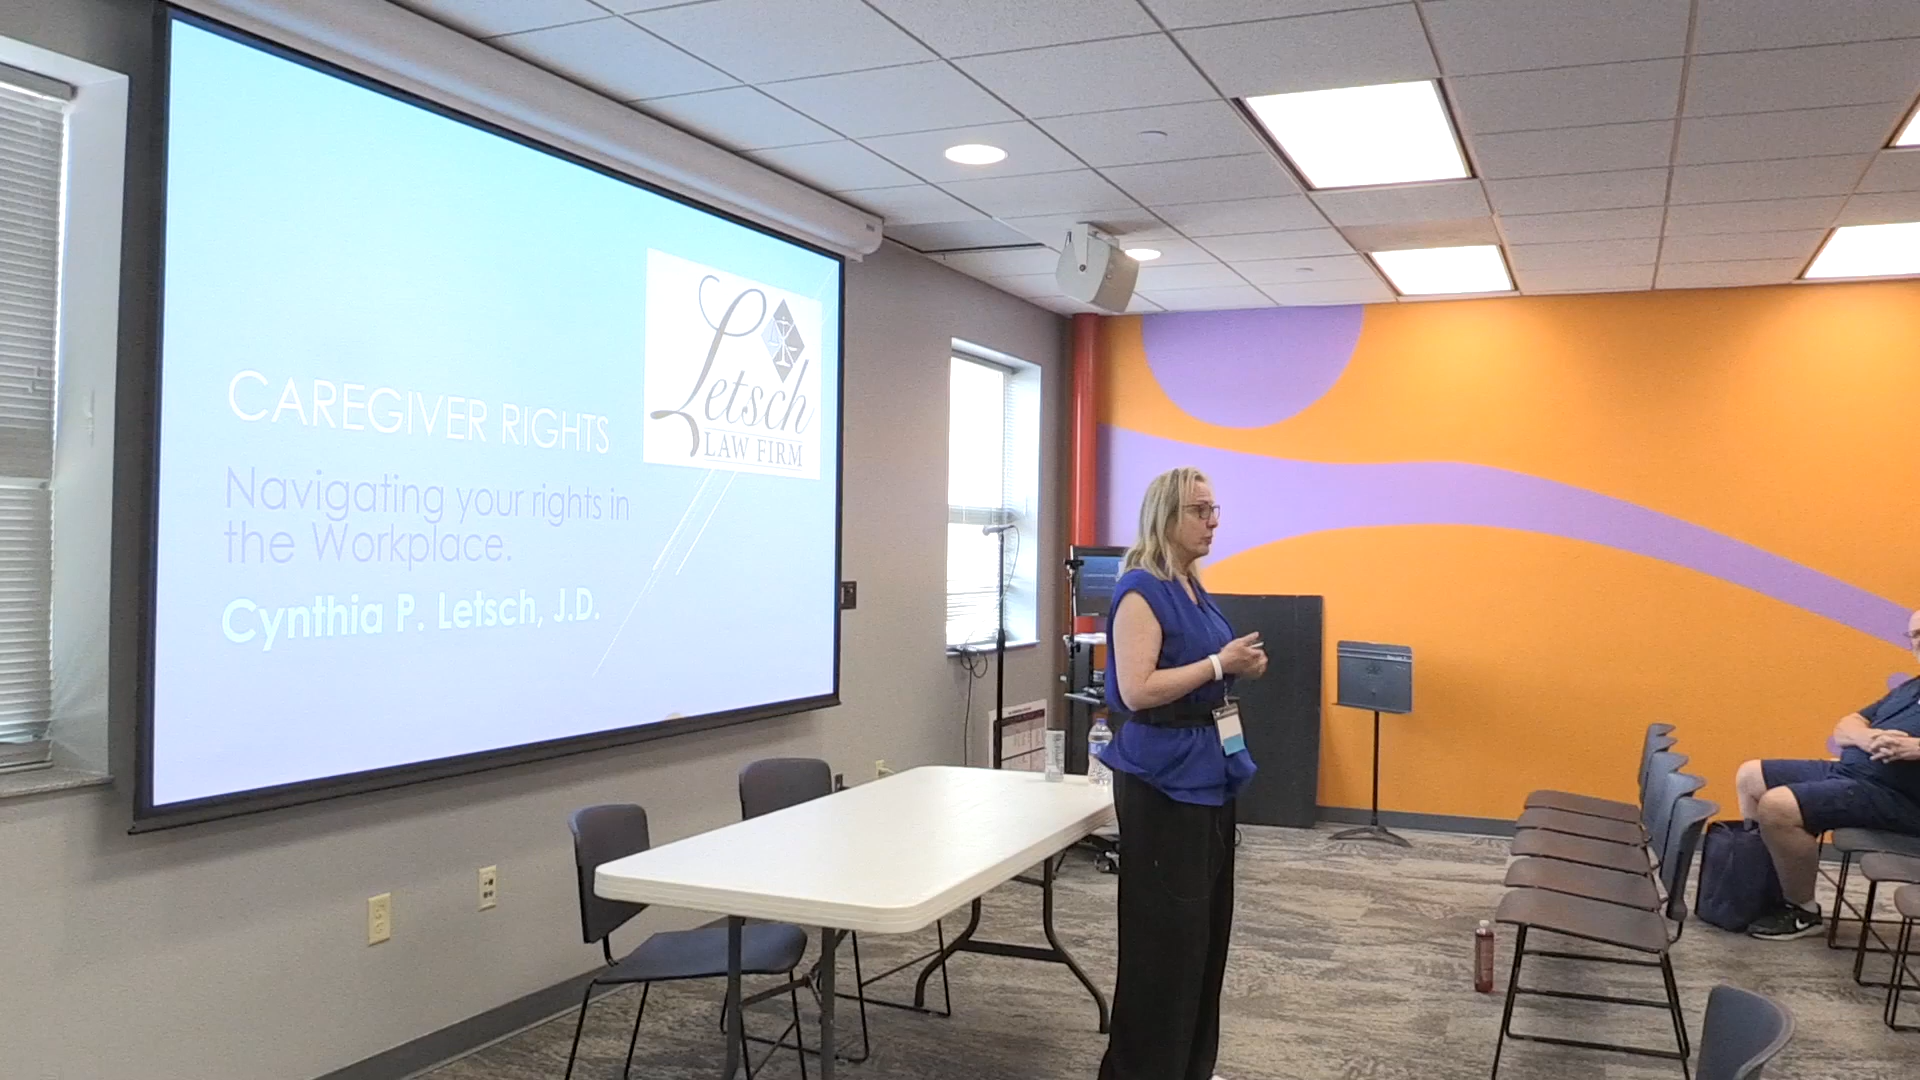 CAREGIVER RIGHTS
Navigating your rights in
the Workplace.
Cynthia P. Letsch, J.D.
Letsch
LAW FIRM